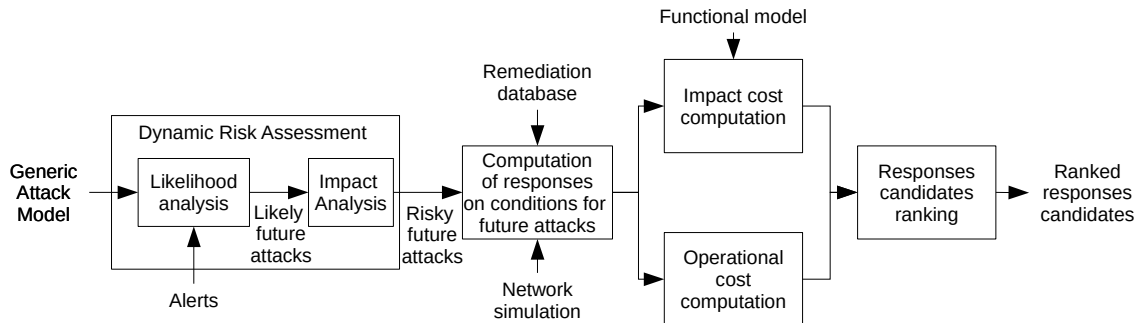 Functional model
Remediation
database
Impact cost
computation
Dynamic Risk Assessment
Generic
Attack
Model
Likelihood
analysis
Impact
Analysis
Likely
future
attacks
Risky
future
attacks
Computation
of responses
on conditions for
future attacks
Responses
candidates
ranking
Ranked
responses
candidates
Operational
cost
computation
Alerts
Network
simulation